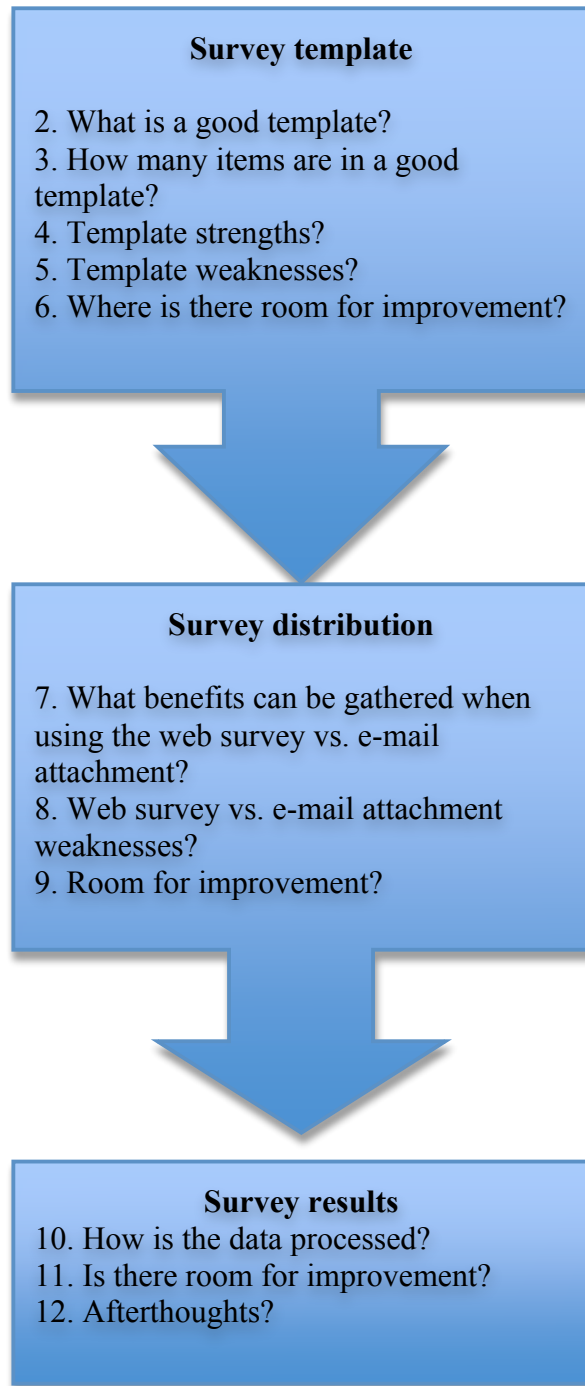 Survey template
2. What is a good template?
3. How many items are in a good
template?
4. Template strengths?
5. Template weaknesses?
6. Where is there room for improvement?
Survey distribution
7. What benefits can be gathered when
using the web survey vs. e-mail
attachment?
8. Web survey vs. e-mail attachment
weaknesses?
9. Room for improvement?
Survey results
10. How is the data processed?
11. Is there room for improvement?
12. Afterthoughts?